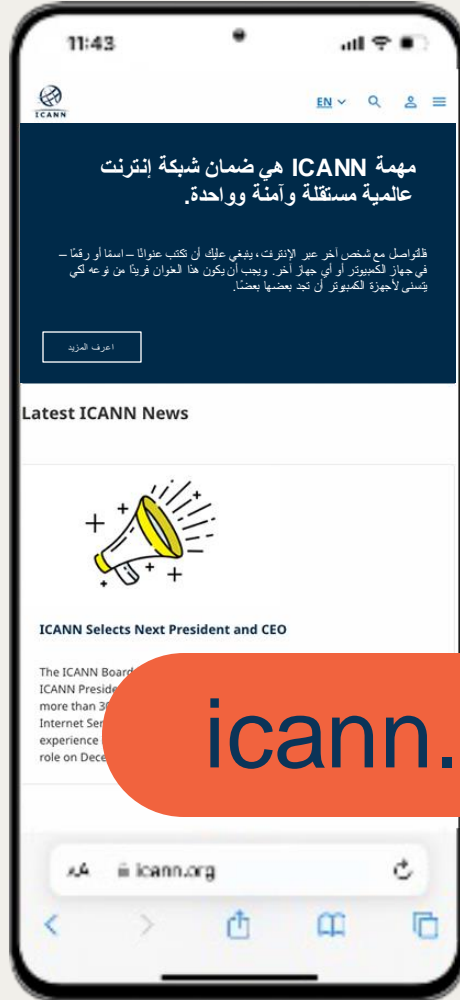 11:43
ICANN
EN
مهمة ICANN هي ضمان شبكة إنترنت
عالمية مستقلة وآمنة وواحدة.
للتواصل مع شخص آخر عبر الإنترنت، ينبغي عليك أن تكتب عنوانًا – اسمًا أو رقمًا –
في جهاز الكمبيوتر أو أي جهاز آخر. ويجب أن يكون هذا العنوان فريدًا من نوعه لكي
يتسنى لأجهزة الكمبيوتر أن تجد بعضها بعضًا.
اعرف المزيد
Latest ICANN News
ICANN Selects Next President and CEO
The ICANN Board
ICANN Preside
more than 30
Internet Ser
experience
role on Dece
icann.
AA icann.org